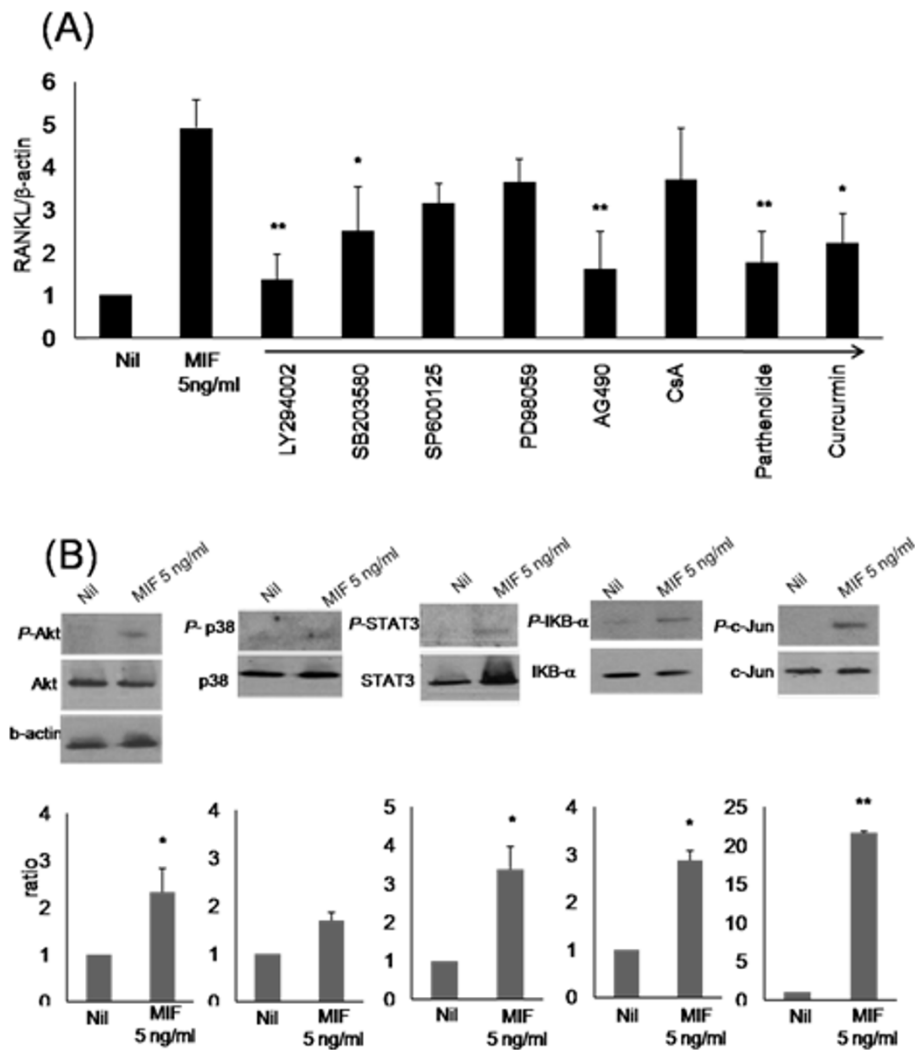 (A)
RANKL/β-actin
6
5
4
3
2
1
0
**
*
**
**
*
Nil
MIF
5ng/ml
LY294002
SB203580
SP600125
PD98059
AG490
CsA
Parthenolide
Curcurmin
(B)
Nil
MIF 5 ng/ml
Nil
MIF 5 ng/ml
Nil
MIF 5 ng/ml
Nil
MIF 5 ng/ml
Nil
MIF 5 ng/ml
P-Akt
P- p38
P-STAT3
P-IKB-α
P-c-Jun
Akt
p38
STAT3
IKB-α
c-Jun
b-actin
ratio
4
3
2
1
0
*
Nil
MIF
5 ng/ml
4
3
2
1
0
Nil
MIF
5 ng/ml
5
4
3
2
1
0
*
Nil
MIF
5 ng/ml
4
3
2
1
0
*
Nil
MIF
5 ng/ml
25
20
15
10
5
0
**
Nil
MIF
5 ng/ml